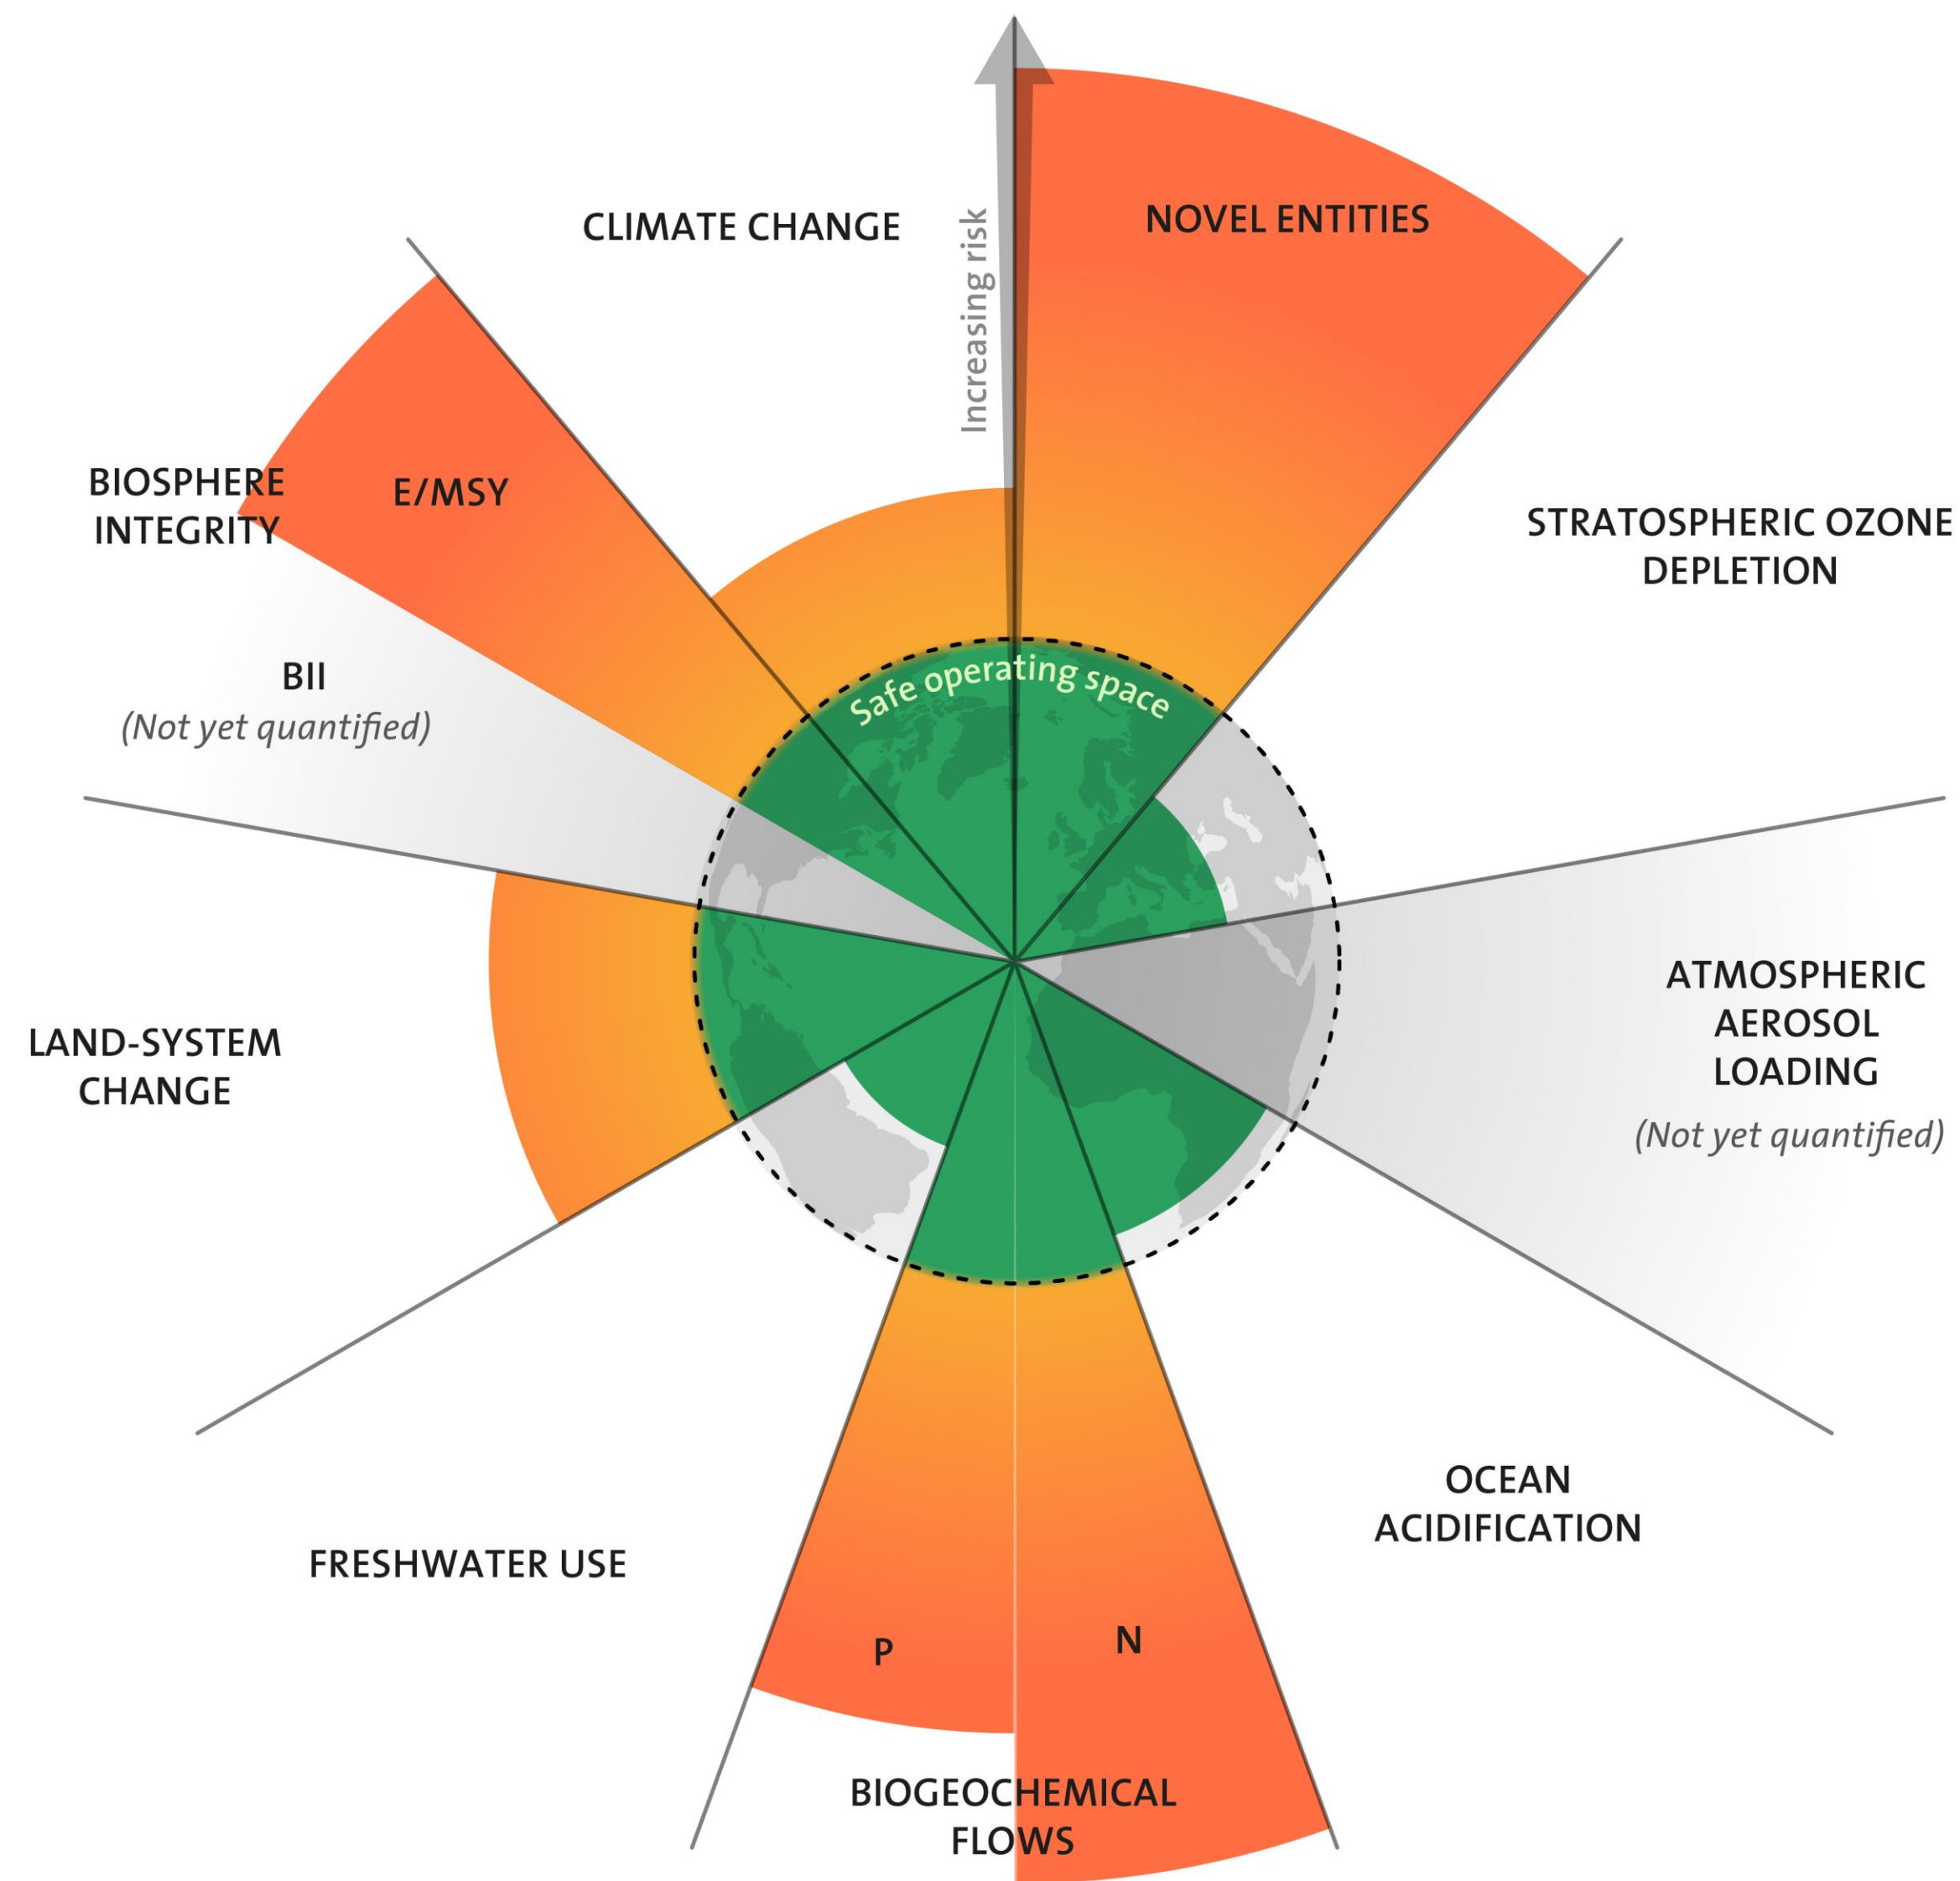 CLIMATE CHANGE
NOVEL ENTITIES
Increasing risk
BIOSPHERE
INTEGRITY
E/MSY
STRATOSPHERIC OZONE
DEPLETION
BII
(Not yet quantified)
Safe operating space
ATMOSPHERIC
AEROSOL
LOADING
(Not yet quantified)
LAND-SYSTEM
CHANGE
OCEAN
ACIDIFICATION
FRESHWATER USE
P
N
BIOGEOCHEMICAL
FLOWS